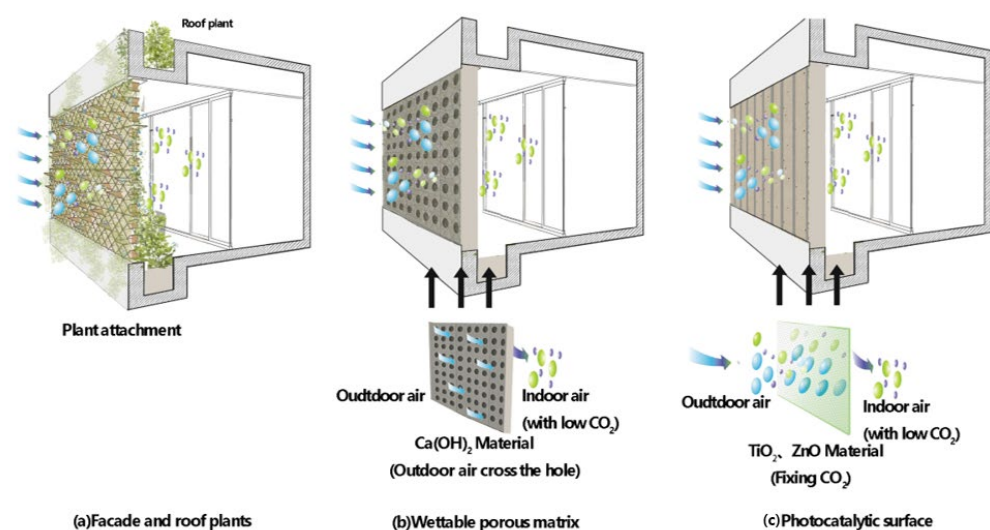 Roof plant
Plant attachment
Oudtdoor air
Indoor air
(with low CO₂)
Ca(OH)₂ Material
(Outdoor air cross the hole)
Oudtdoor air
Indoor air
(with low CO₂)
TiO₂、ZnO Material
(Fixing CO₂)
(a)Facade and roof plants
(b)Wettable porous matrix
(c)Photocatalytic surface